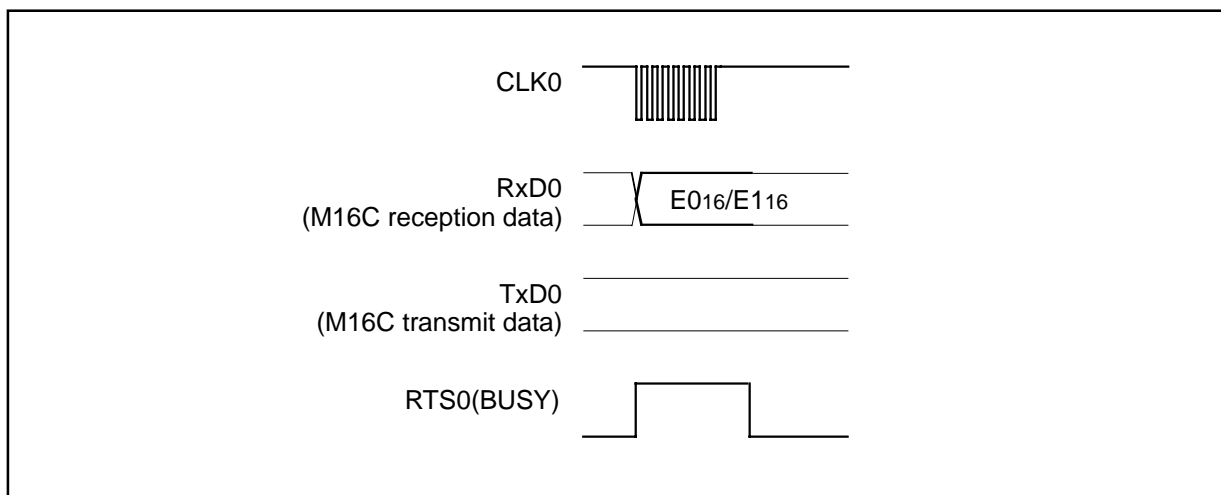 CLK0
RxD0
(M16C reception data)
E016/E116
TxD0
(M16C transmit data)
RTS0(BUSY)